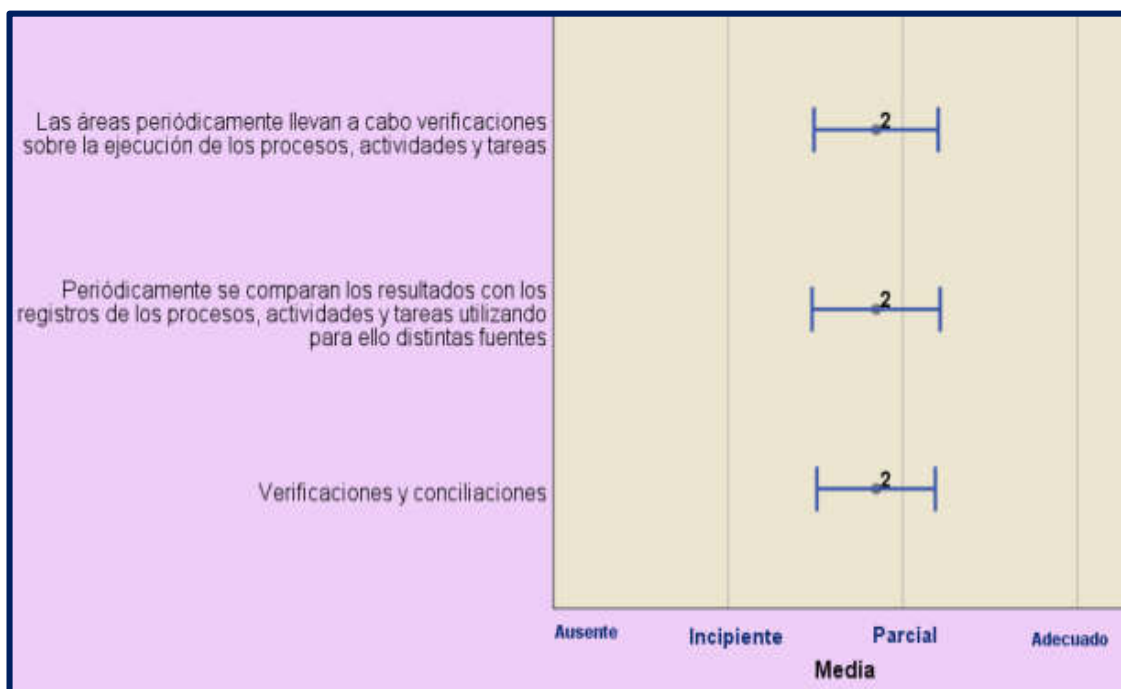 Las áreas periódicamente llevan a cabo verificaciones
sobre la ejecución de los procesos, actividades y tareas
2
Periódicamente se comparan los resultados con los
registros de los procesos, actividades y tareas utilizando
para ello distintas fuentes
2
Verificaciones y conciliaciones
2
Ausente
Incipiente
Parcial
Adecuado
Media